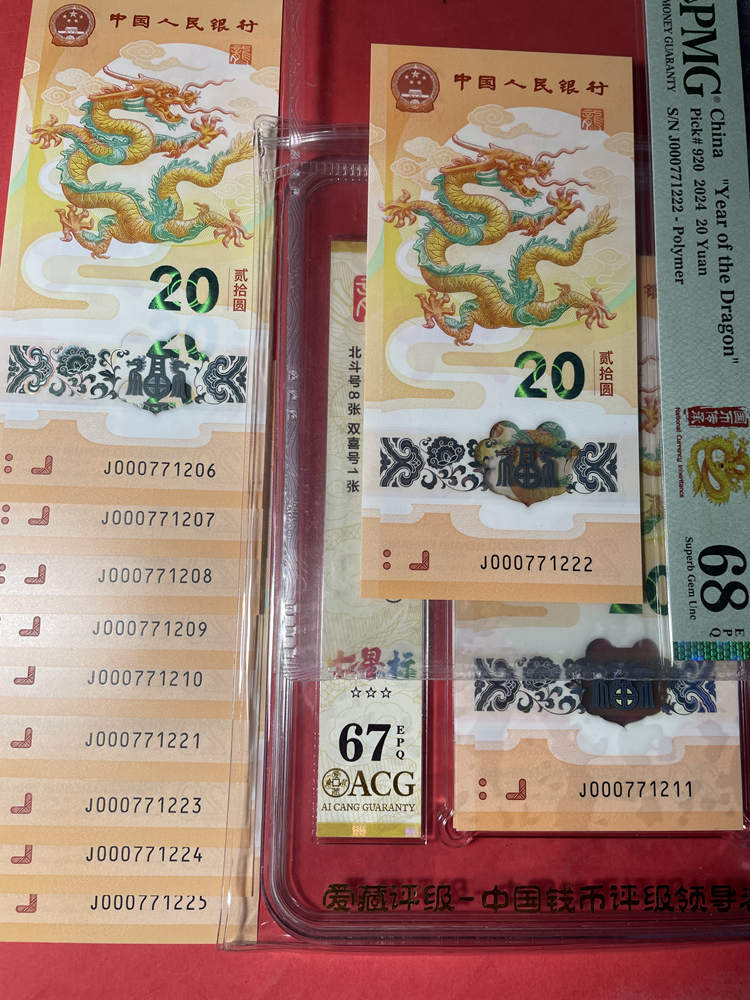 中国人民银行
20
贰拾圆
J000771206
J000771207
J000771208
J000771209
J000771210
J000771221
J000771223
J000771224
J000771225
北斗号8张 双喜号1张
67
EPQ
ACG
AI CANG GUARANTY
中国人民银行
20
贰拾圆
J000771222
20
J000771211
爱藏评级-中国钱币评级领导
PMG
MONEY GUARANTY
China "Year of the Dragon"
Pick# 920 2024 20 Yuan
S/N J000771222 - Polymer
National Currency Inheritance
68
EPQ
Superb Gem Unc